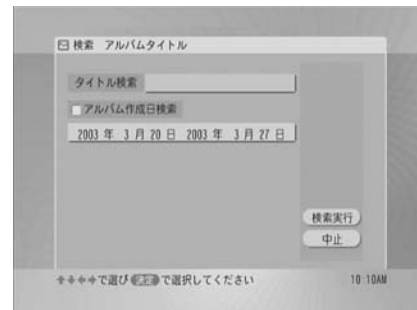 検索 アルバムタイトル
タイトル検索
アルバム作成日検索
2003 年 3 月 20 日 2003 年 3 月 27 日
検索実行
中止
↑↓←→で選び 決定 で選択してください 10:10AM